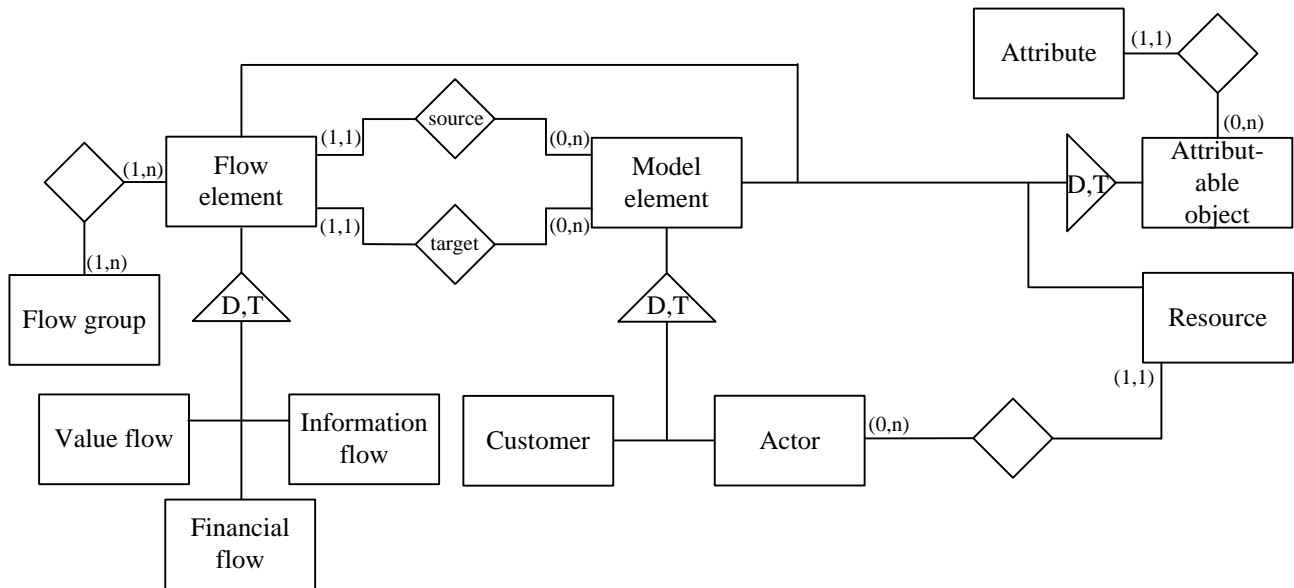 Attribute
(1,1)
(0,n)
Attribut-
able
object
D,T
source
(1,1)
(0,n)
Flow
element
Model
element
(1,n)
(1,1)
(0,n)
target
(1,n)
Flow group
D,T
D,T
Resource
(1,1)
Value flow
Information
flow
Customer
Actor
(0,n)
Financial
flow